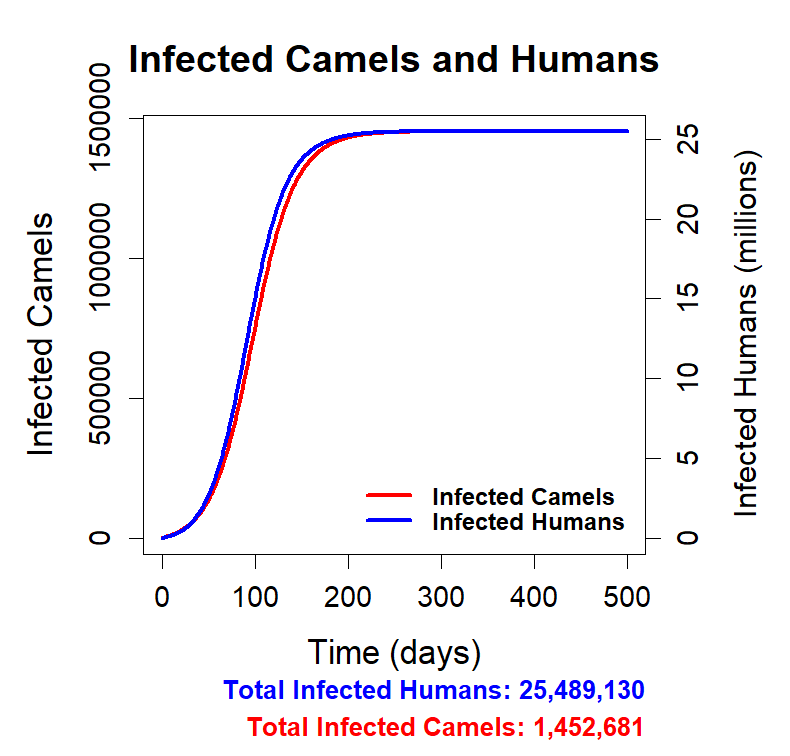 Infected Camels and Humans
Infected Camels
0
500000
1000000
1500000
0
5
10
15
20
25
Infected Humans (millions)
Infected Camels
Infected Humans
0 100 200 300 400 500
Time (days)
Total Infected Humans: 25,489,130
Total Infected Camels: 1,452,681